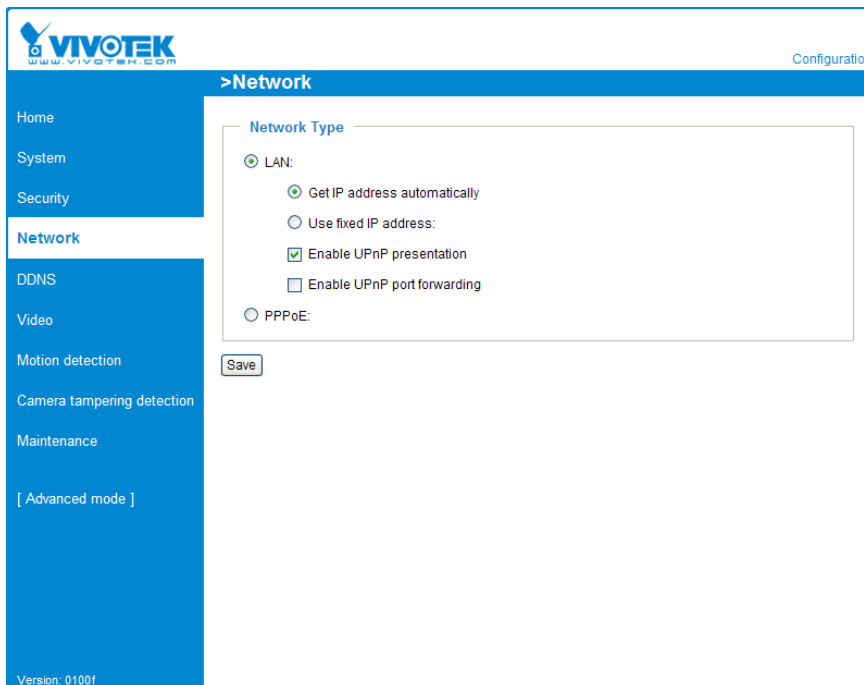 VIVOTEK
www.vivotek.com
Configuratio
>Network
Home
System
Security
Network
DDNS
Video
Motion detection
Camera tampering detection
Maintenance
[ Advanced mode ]
Version: 0100f
Network Type
LAN:
Get IP address automatically
Use fixed IP address:
Enable UPnP presentation
Enable UPnP port forwarding
PPPoE:
Save